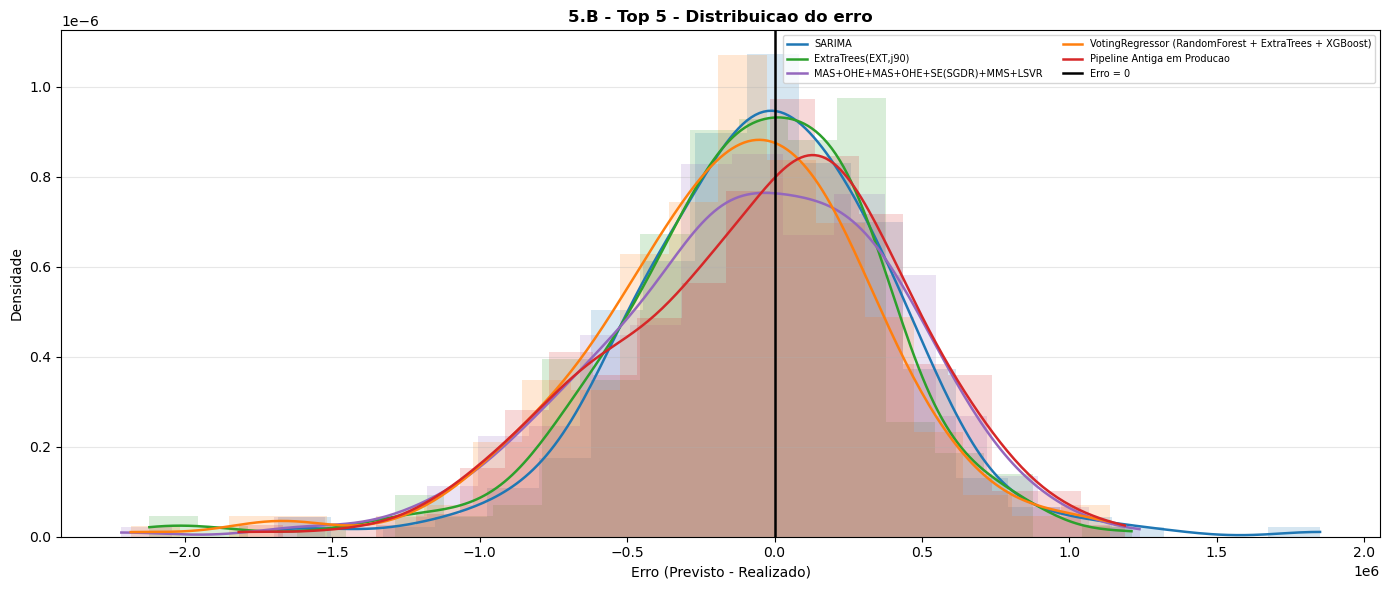 5.B - Top 5 - Distribuicao do erro
1e−6
SARIMA
ExtraTrees(EXT,j90)
MAS+OHE+MAS+OHE+SE(SGDR)+MMS+LSVR
VotingRegressor (RandomForest + ExtraTrees + XGBoost)
Pipeline Antiga em Producao
Erro = 0
Densidade
1.0
0.8
0.6
0.4
0.2
0.0
−2.0 −1.5 −1.0 −0.5 0.0 0.5 1.0 1.5 2.0
1e6
Erro (Previsto - Realizado)